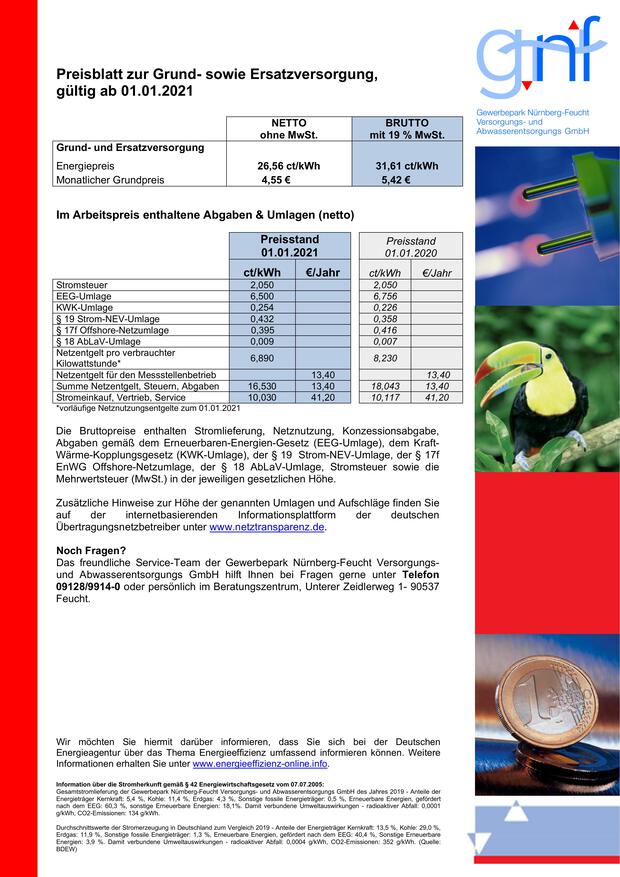 gnf
Gewerbepark Nürnberg-Feucht
Versorgungs- und
Abwasserentsorgungs GmbH
Preisblatt zur Grund- sowie Ersatzversorgung,
gültig ab 01.01.2021
NETTO BRUTTO
ohne MwSt. mit 19 % MwSt.
Grund- und Ersatzversorgung
Energiepreis 26,56 ct/kWh 31,61 ct/kWh
Monatlicher Grundpreis 4,55 € 5,42 €
Im Arbeitspreis enthaltene Abgaben & Umlagen (netto)
Preisstand Preisstand
01.01.2021 01.01.2020
ct/kWh €/Jahr ct/kWh €/Jahr
Stromsteuer 2,050 2,050
EEG-Umlage 6,500 6,756
KWK-Umlage 0,254 0,226
§ 19 Strom-NEV-Umlage 0,432 0,358
§ 17f Offshore-Netzumlage 0,395 0,416
§ 18 AbLaV-Umlage 0,009 0,007
Netzentgelt pro verbrauchter
Kilowattstunde* 6,890 8,230
Netzentgelt für den Messstellenbetrieb 13,40 13,40
Summe Netzentgelt, Steuern, Abgaben 16,530 13,40 18,043 13,40
Stromeinkauf, Vertrieb, Service 10,030 41,20 10,117 41,20
*vorläufige Netznutzungsentgelte zum 01.01.2021
Die Bruttopreise enthalten Stromlieferung, Netznutzung, Konzessionsabgabe,
Abgaben gemäß dem Erneuerbaren-Energien-Gesetz (EEG-Umlage), dem Kraft-
Wärme-Kopplungsgesetz (KWK-Umlage), der § 19 Strom-NEV-Umlage, der § 17f
EnWG Offshore-Netzumlage, der § 18 AbLaV-Umlage, Stromsteuer sowie die
Mehrwertsteuer (MwSt.) in der jeweiligen gesetzlichen Höhe.
Zusätzliche Hinweise zur Höhe der genannten Umlagen und Aufschläge finden Sie
auf der internetbasierenden Informationsplattform der deutschen
Übertragungsnetzbetreiber unter www.netztransparenz.de.
Noch Fragen?
Das freundliche Service-Team der Gewerbepark Nürnberg-Feucht Versorgungs-
und Abwasserentsorgungs GmbH hilft Ihnen bei Fragen gerne unter Telefon
09128/9914-0 oder persönlich im Beratungszentrum, Unterer Zeidlerweg 1- 90537
Feucht.
Wir möchten Sie hiermit darüber informieren, dass Sie sich bei der Deutschen
Energieagentur über das Thema Energieeffizienz umfassend informieren können. Weitere
Informationen erhalten Sie unter www.energieeffizienz-online.info.
Information über die Stromherkunft gemäß § 42 Energiewirtschaftsgesetz vom 07.07.2005:
Gesamtstromlieferung der Gewerbepark Nürnberg-Feucht Versorgungs- und Abwasserentsorgungs GmbH des Jahres 2019 - Anteile der
Energieträger Kernkraft: 5,4 %, Kohle: 11,4 %, Erdgas: 4,3 %, Sonstige fossile Energieträger: 0,5 %, Erneuerbare Energien, gefördert
nach dem EEG: 60,3 %, sonstige Erneuerbare Energien: 18,1%. Damit verbundene Umweltauswirkungen - radioaktiver Abfall: 0,0001
g/kWh, CO2-Emissionen: 134 g/kWh.
Durchschnittswerte der Stromerzeugung in Deutschland zum Vergleich 2019 - Anteile der Energieträger Kernkraft: 13,5 %, Kohle: 29,0 %,
Erdgas: 11,9 %, Sonstige fossile Energieträger: 1,3 %, Erneuerbare Energien, gefördert nach dem EEG: 40,4 %, Sonstige Erneuerbare
Energien: 3,9 %. Damit verbundene Umweltauswirkungen - radioaktiver Abfall: 0,0004 g/kWh, CO2-Emissionen: 352 g/kWh. (Quelle:
BDEW)